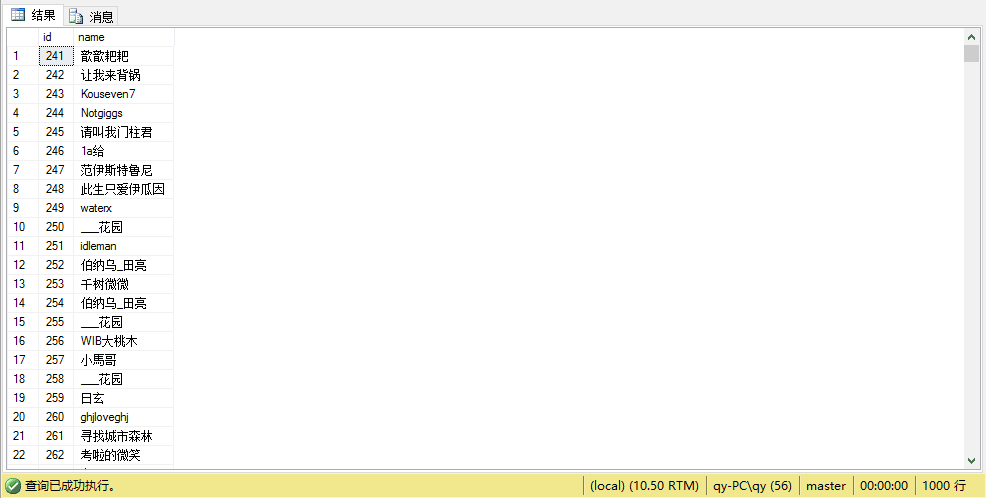 结果 消息
id name
1 241 歆歆耙耙
2 242 让我来背锅
3 243 Kouseven7
4 244 Notgiggs
5 245 请叫我门柱君
6 246 1a给
7 247 范伊斯特鲁尼
8 248 此生只爱伊瓜因
9 249 waterx
10 250 ___花园
11 251 idleman
12 252 伯纳乌_田亮
13 253 千树微微
14 254 伯纳乌_田亮
15 255 ___花园
16 256 WIB大桃木
17 257 小馬哥
18 258 ___花园
19 259 日玄
20 260 ghjloveghj
21 261 寻找城市森林
22 262 考啦的微笑
查询已成功执行。 (local) (10.50 RTM) qy-PC\qy (56) master 00:00:00 1000 行